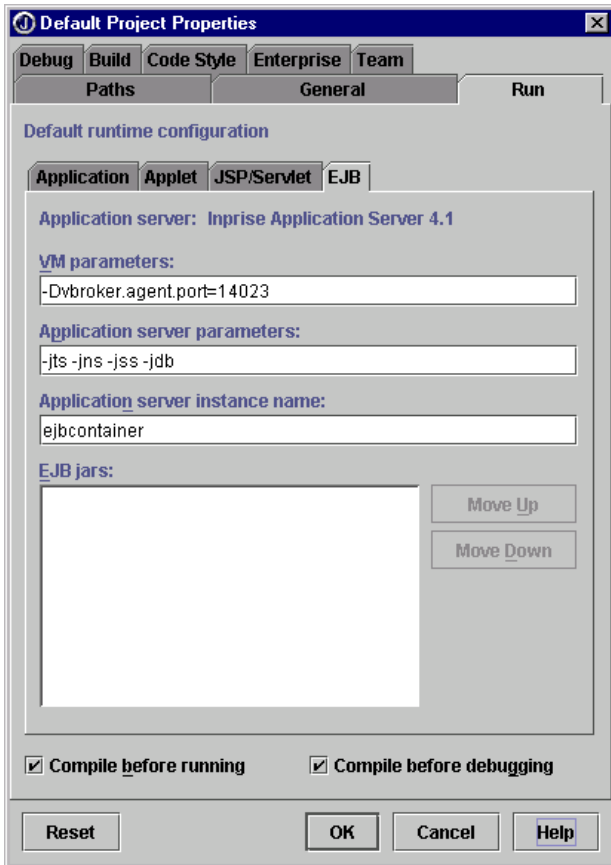 Default Project Properties
Debug Build Code Style Enterprise Team
Paths General Run
Default runtime configuration
Application Applet JSP/Servlet EJB
Application server: Inprise Application Server 4.1
VM parameters:
-Dvbroker.agent.port=14023
Application server parameters:
-jts -jns -jss -jdb
Application server instance name:
ejbcontainer
EJB jars:
Move Up
Move Down
Compile before running Compile before debugging
Reset OK Cancel Help